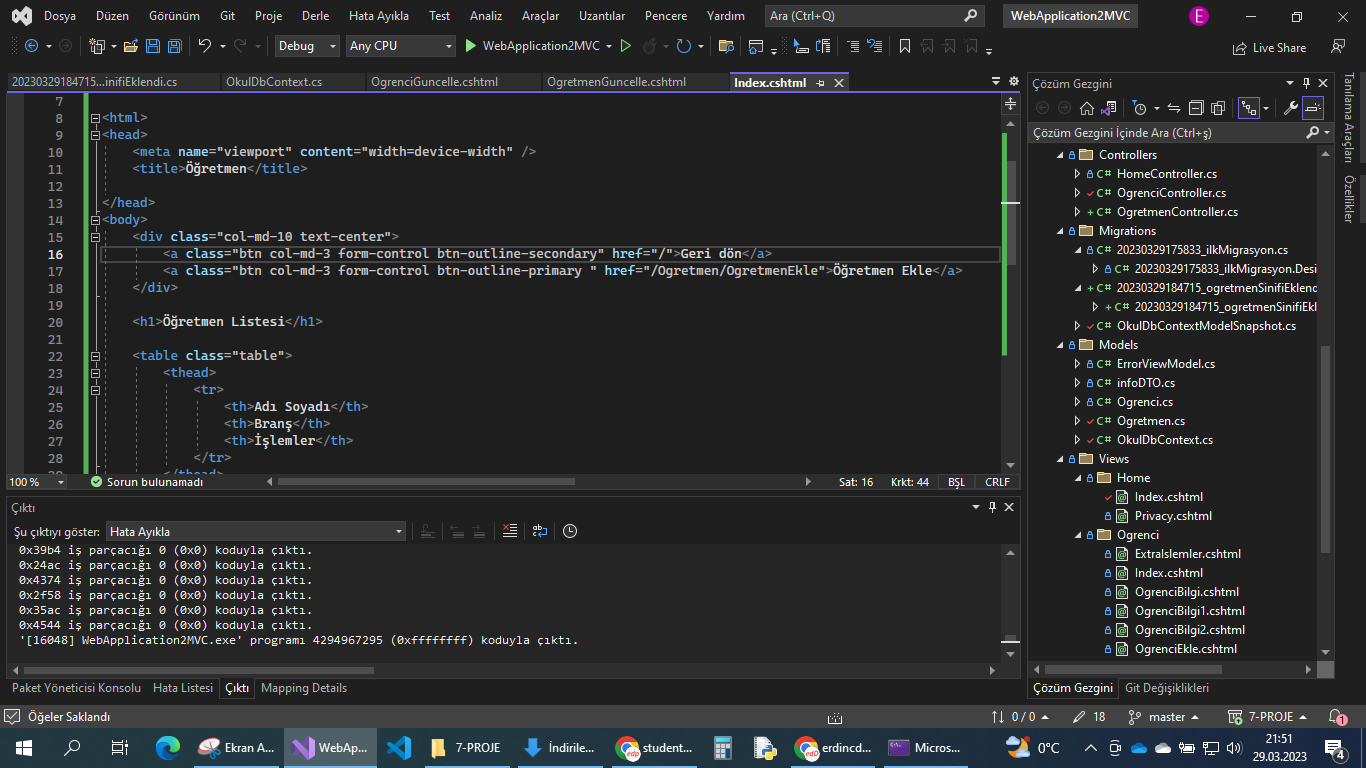 Dosya Düzen Görünüm Git Proje Derle Hata Ayıkla Test Analiz Araçlar Uzantılar Pencere Yardım Ara (Ctrl+Q) WebApplication2MVC E
Debug Any CPU WebApplication2MVC Live Share
20230329184715...inifiEklendi.cs OkulDbContext.cs OgrenciGuncelle.cshtml OgretmenGuncelle.cshtml Index.cshtml
7
8 <html>
9 <head>
10 <meta name="viewport" content="width=device-width" />
11 <title>Öğretmen</title>
12
13 </head>
14 <body>
15 <div class="col-md-10 text-center">
16 <a class="btn col-md-3 form-control btn-outline-secondary" href="/">Geri dön</a>
17 <a class="btn col-md-3 form-control btn-outline-primary " href="/Ogretmen/OgretmenEkle">Öğretmen Ekle</a>
18 </div>
19
20 <h1>Öğretmen Listesi</h1>
21
22 <table class="table">
23 <thead>
24 <tr>
25 <th>Adı Soyadı</th>
26 <th>Branş</th>
27 <th>İşlemler</th>
28 </tr>
29 </thead>
100 % Sorun bulunamadı Sat: 16 Krkt: 44 BŞL CRLF
Çıktı
Şu çıktıyı göster: Hata Ayıkla
0x39b4 iş parçacığı 0 (0x0) koduyla çıktı.
0x24ac iş parçacığı 0 (0x0) koduyla çıktı.
0x4374 iş parçacığı 0 (0x0) koduyla çıktı.
0x2f58 iş parçacığı 0 (0x0) koduyla çıktı.
0x35ac iş parçacığı 0 (0x0) koduyla çıktı.
0x4544 iş parçacığı 0 (0x0) koduyla çıktı.
'[16048] WebApplication2MVC.exe' programı 4294967295 (0xffffffff) koduyla çıktı.
Paket Yöneticisi Konsolu Hata Listesi Çıktı Mapping Details
Çözüm Gezgini
Çözüm Gezgini İçinde Ara (Ctrl+ş)
Controllers
C# HomeController.cs
C# OgrenciController.cs
C# OgretmenController.cs
Migrations
C# 20230329175833_ilkMigrasyon.cs
C# 20230329175833_ilkMigrasyon.Desi
C# 20230329184715_ogretmenSinifiEklend
C# 20230329184715_ogretmenSinifiEkl
C# OkulDbContextModelSnapshot.cs
Models
C# ErrorViewModel.cs
C# infoDTO.cs
C# Ogrenci.cs
C# Ogretmen.cs
C# OkulDbContext.cs
Views
Home
Index.cshtml
Privacy.cshtml
Ogrenci
ExtraIslemler.cshtml
Index.cshtml
OgrenciBilgi.cshtml
OgrenciBilgi1.cshtml
OgrenciBilgi2.cshtml
OgrenciEkle.cshtml
Çözüm Gezgini Git Değişiklikleri
Tanılama Araçları
Özellikler
Öğeler Saklandı 0 / 0 18 master 7-PROJE 1
Ekran A... WebAp... 7-PROJE İndirile... student... erdincd... Micros... 0°C 21:51
29.03.2023 4